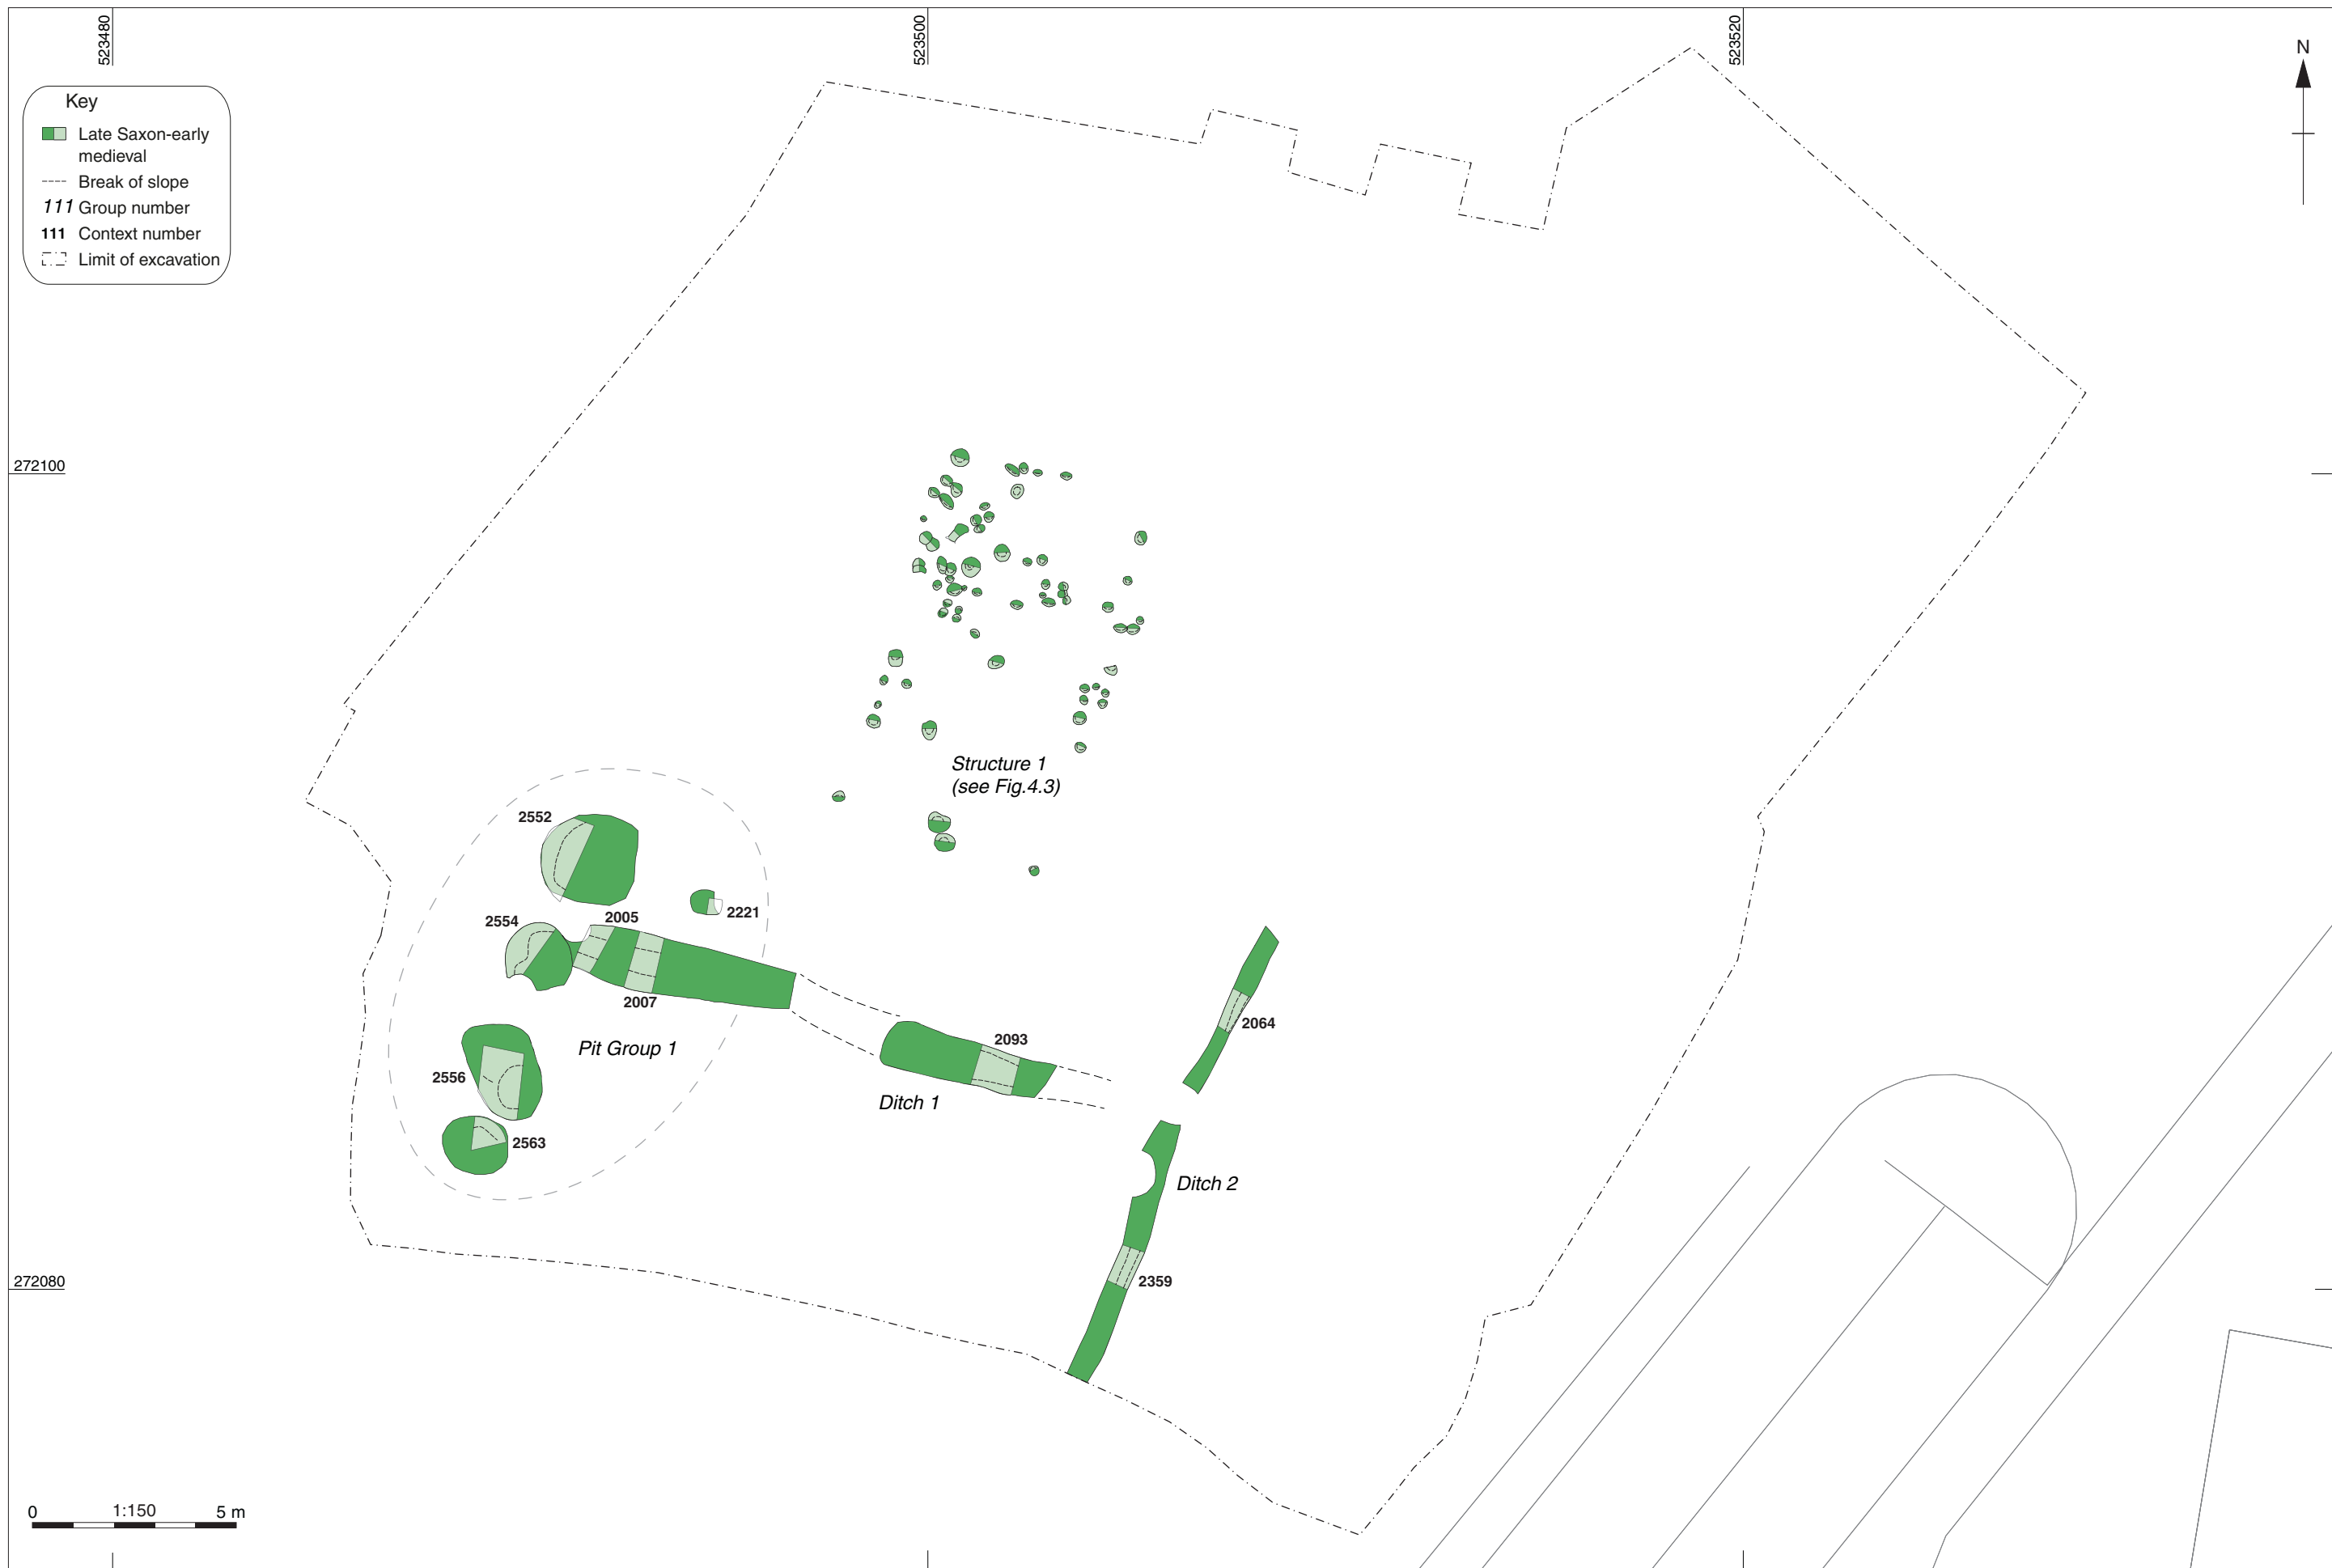 523480
523500
523520
N
Key
Late Saxon-early
medieval
Break of slope
111 Group number
111 Context number
Limit of excavation
272100
Structure 1
(see Fig.4.3)
2552
2221
2554
2005
2007
2064
2093
Pit Group 1
2556
Ditch 1
2563
Ditch 2
272080
2359
0 1:150 5 m